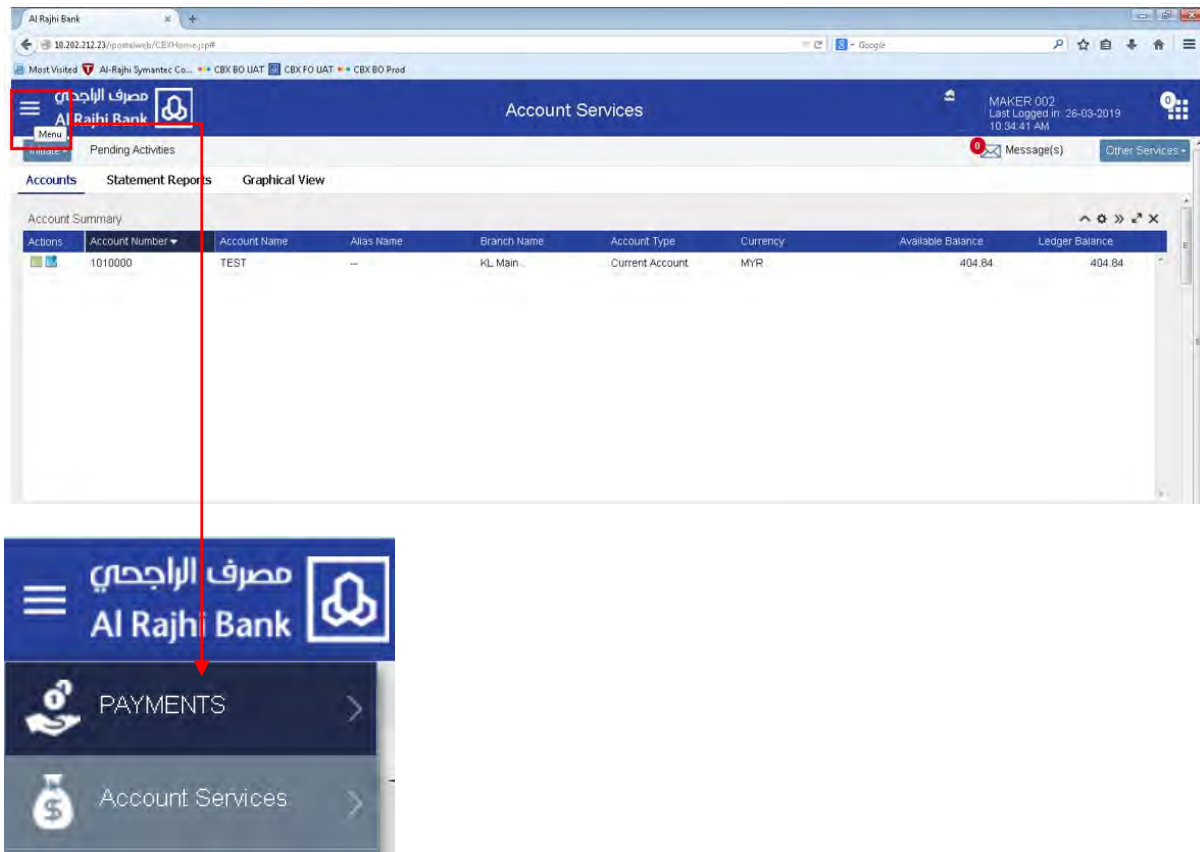 Al Rajhi Bank
10.202.212.23/iportalweb/CBXHome.jsp#
Google
Most Visited Al-Rajhi Symantec Co... CBX BO UAT CBX FO UAT CBX BO Prod
مصرف الراجحي
Al Rajhi Bank
Account Services
MAKER 002
Last Logged in: 26-03-2019
10:34:41 AM
0
Menu
Initiate Pending Activities
0 Message(s) Other Services
Accounts Statement Reports Graphical View
Account Summary
Actions Account Number Account Name Alias Name Branch Name Account Type Currency Available Balance Ledger Balance
1010000 TEST -- KL Main Current Account MYR 404.84 404.84
مصرف الراجحي
Al Rajhi Bank
PAYMENTS
Account Services